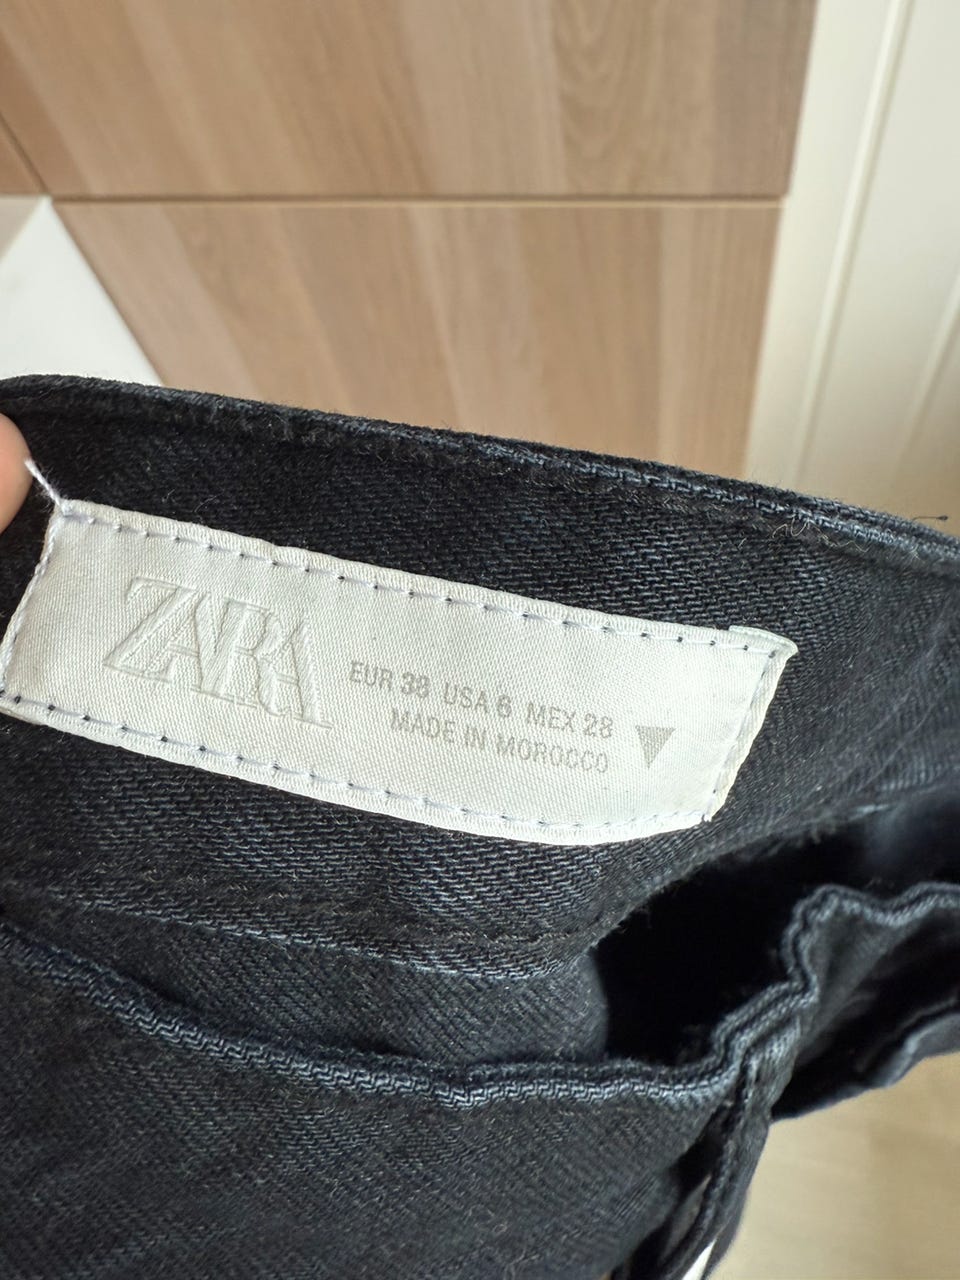 ZARA
EUR 38 USA 6 MEX 28
MADE IN MOROCCO